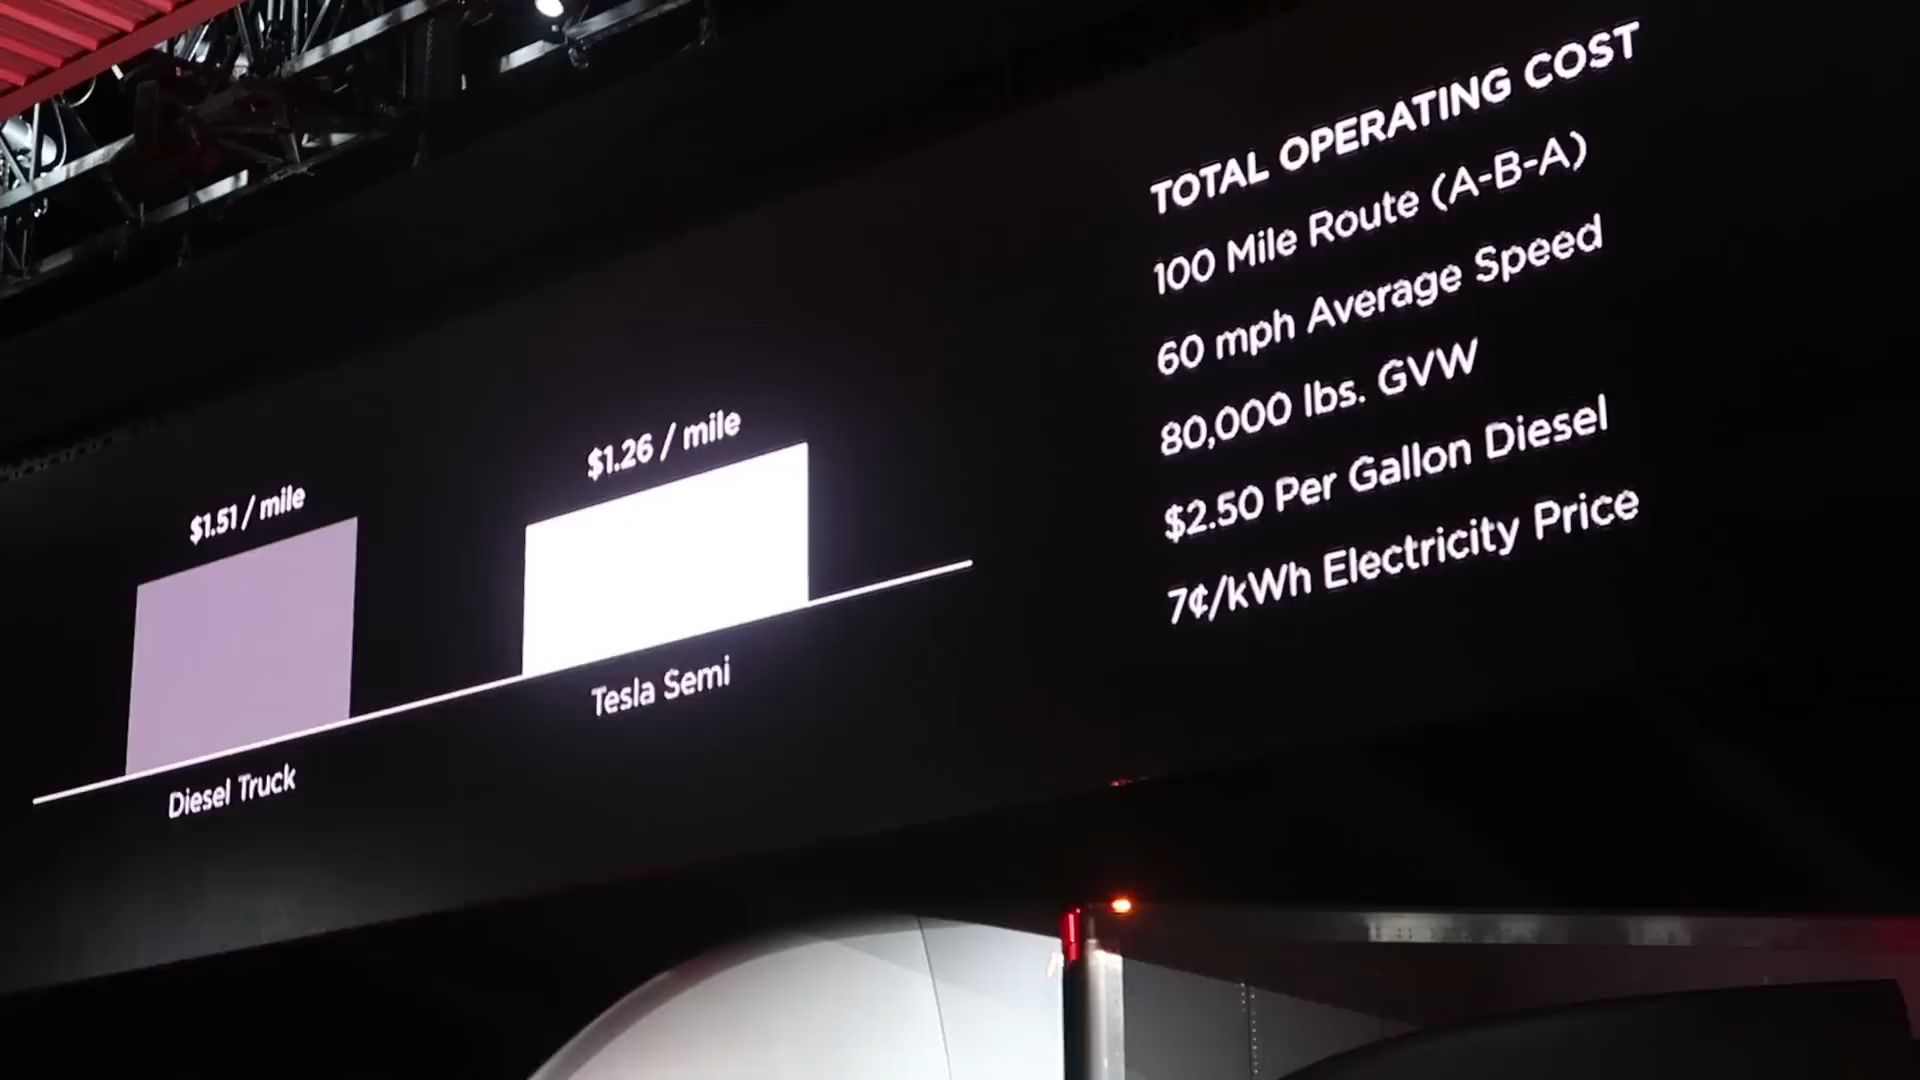 TOTAL OPERATING COST
100 Mile Route (A-B-A)
60 mph Average Speed
80,000 lbs. GVW
$2.50 Per Gallon Diesel
7¢/kWh Electricity Price
$1.51 / mile
$1.26 / mile
Diesel Truck
Tesla Semi